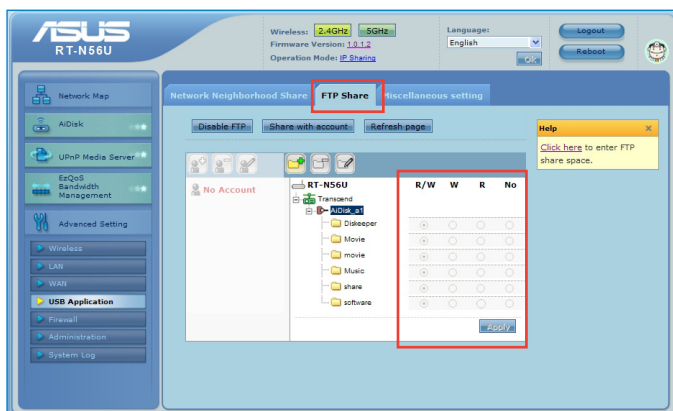 ASUS
RT-N56U
Wireless: 2.4GHz 5GHz
Firmware Version: 1.0.1.2
Operation Mode: IP Sharing
Language:
English
OK
Logout
Reboot
Network Map
AiDisk
UPnP Media Server
EzQoS
Bandwidth
Management
Advanced Setting
Wireless
LAN
WAN
USB Application
Firewall
Administration
System Log
Network Neighborhood Share FTP Share Miscellaneous setting
Disable FTP Share with account Refresh page
No Account
RT-N56U R/W W R No
Transcend
AiDisk_a1
Diskeeper
Movie
movie
Music
share
software
Apply
Help x
Click here to enter FTP
share space.